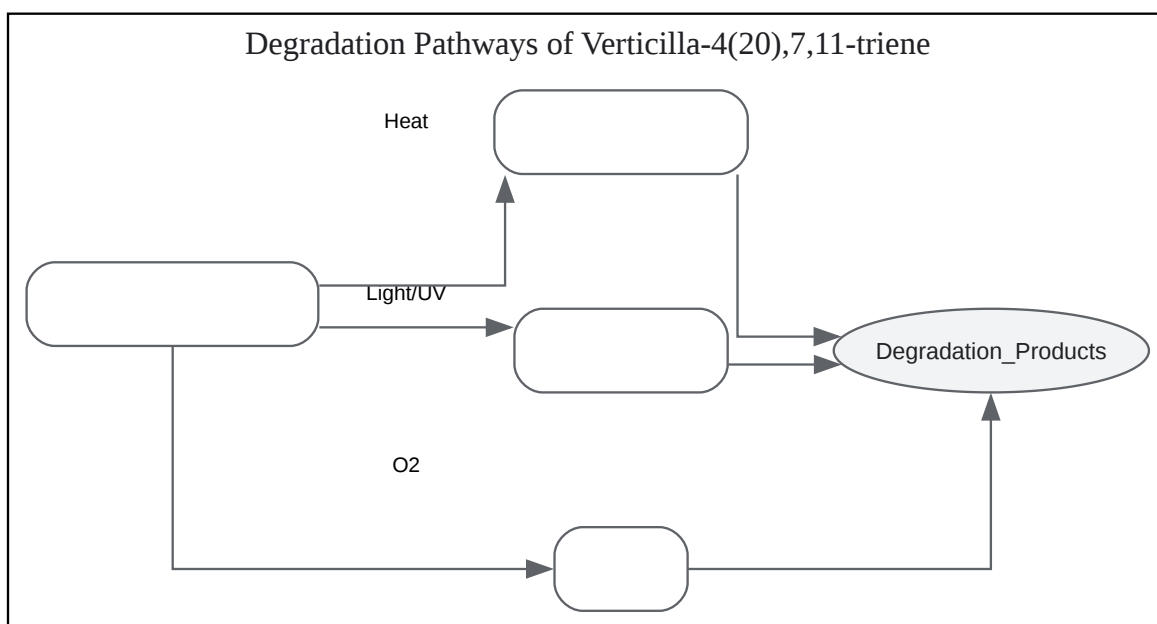 Degradation Pathways of Verticilla-4(20),7,11-triene
Heat
Light/UV
Degradation_Products
O2